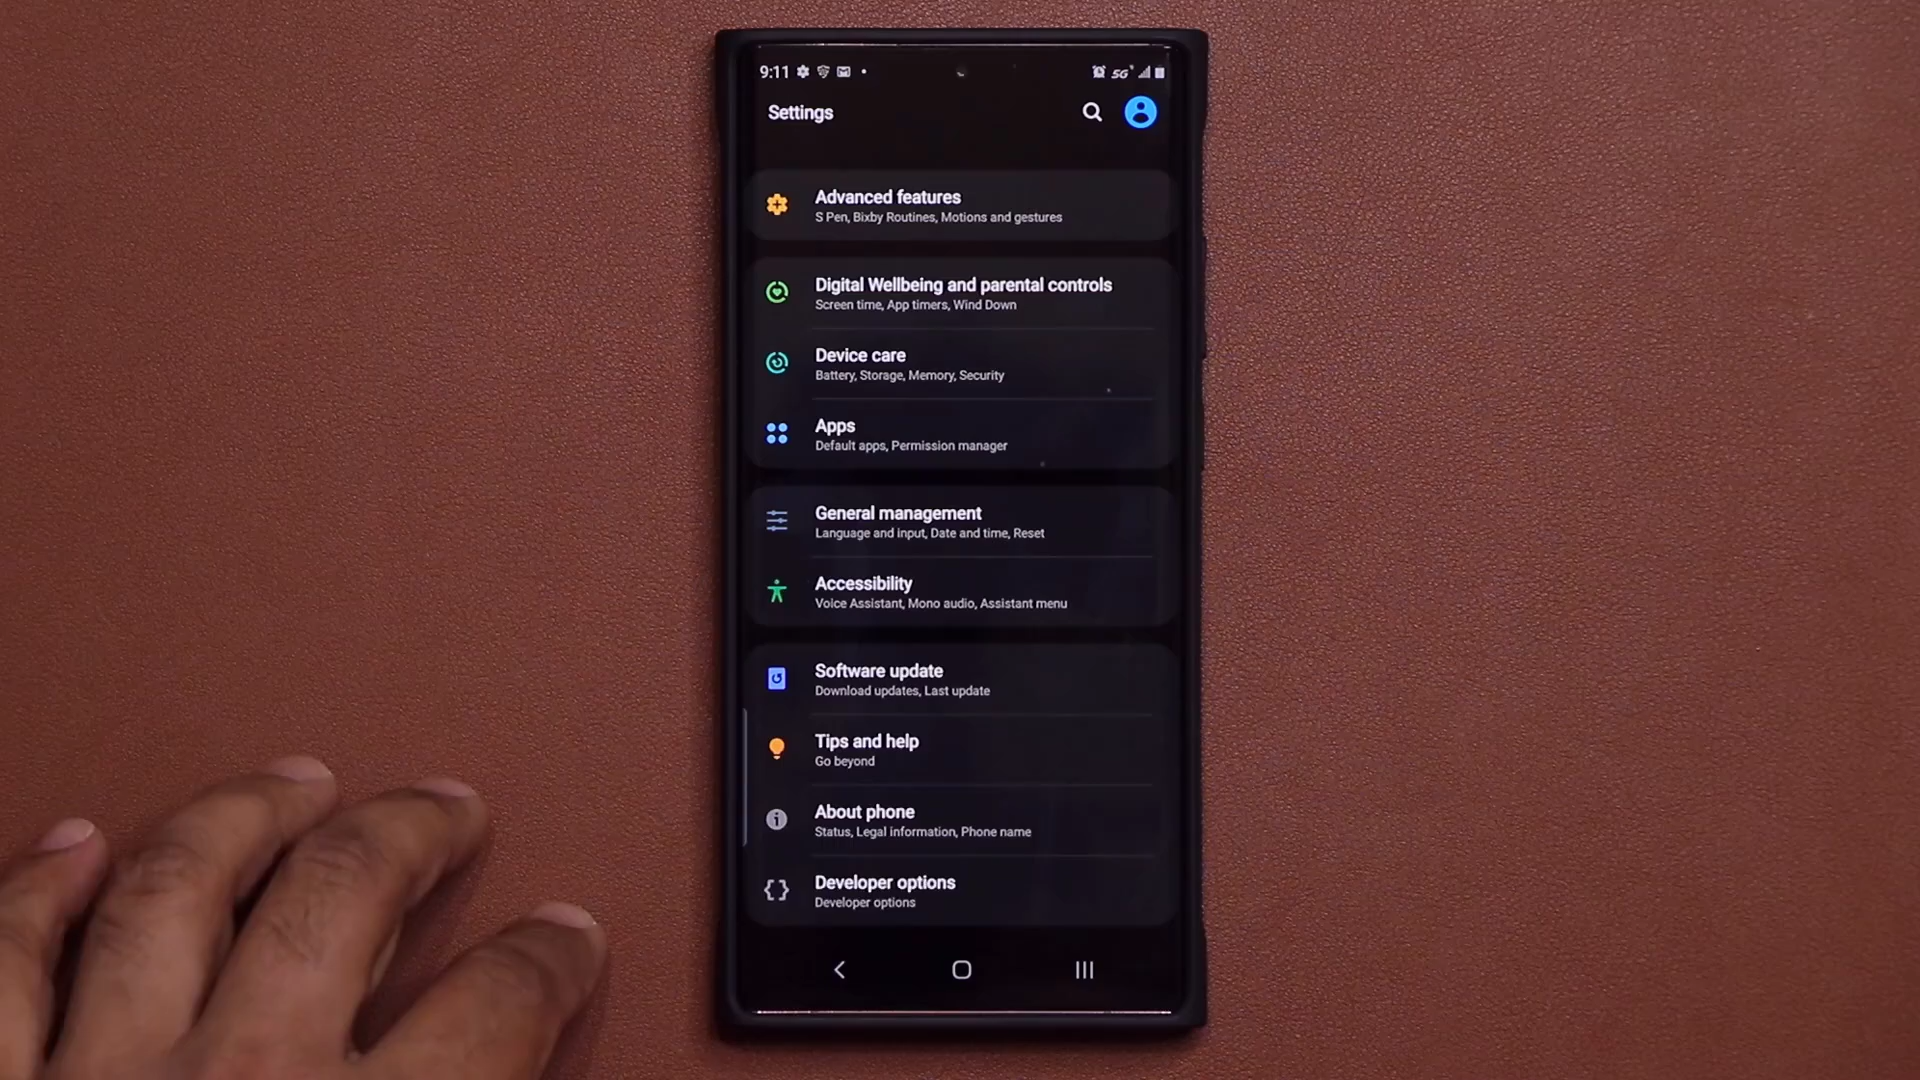 9:11
5G
Settings
Advanced features
S Pen, Bixby Routines, Motions and gestures
Digital Wellbeing and parental controls
Screen time, App timers, Wind Down
Device care
Battery, Storage, Memory, Security
Apps
Default apps, Permission manager
General management
Language and input, Date and time, Reset
Accessibility
Voice Assistant, Mono audio, Assistant menu
Software update
Download updates, Last update
Tips and help
Go beyond
About phone
Status, Legal information, Phone name
Developer options
Developer options